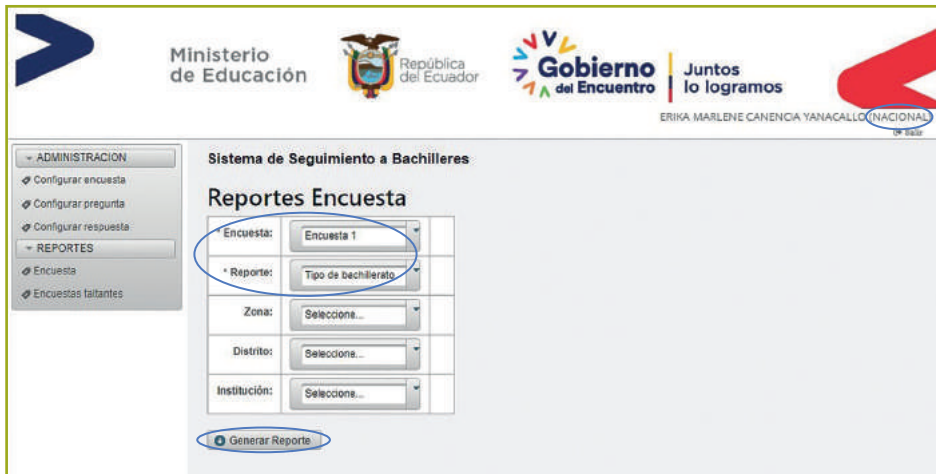 Ministerio
de Educación
República
del Ecuador
Gobierno
del Encuentro
Juntos
lo logramos
ERIKA MARLENE CANENCIA YANACALLO (NACIONAL)
Salir
ADMINISTRACION
Configurar encuesta
Configurar pregunta
Configurar respuesta
REPORTES
Encuesta
Encuestas faltantes
Sistema de Seguimiento a Bachilleres
Reportes Encuesta
* Encuesta: Encuesta 1
* Reporte: Tipo de bachillerato
Zona: Seleccione...
Distrito: Seleccione...
Institución: Seleccione...
Generar Reporte